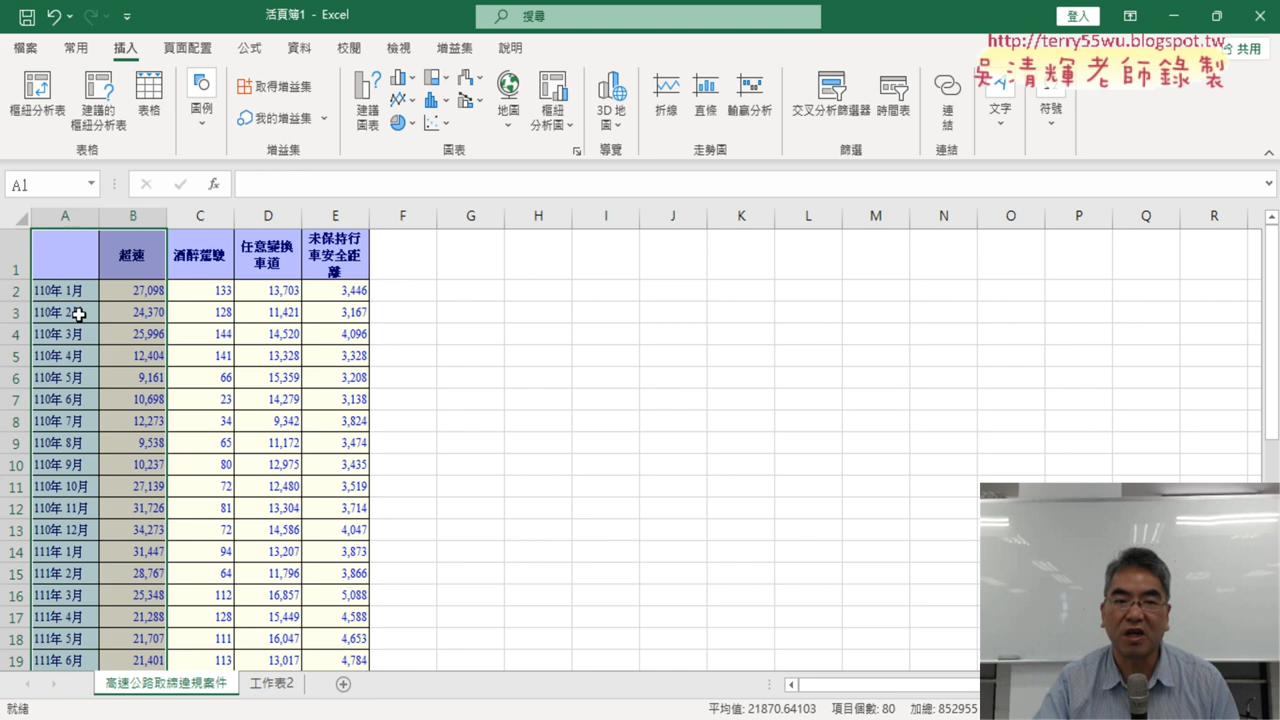 活頁簿1 - Excel
搜尋
登入
檔案 常用 插入 頁面配置 公式 資料 校閱 檢視 增益集 說明
共用
http://terry55wu.blogspot.tw
吳清輝老師錄製
樞紐分析表 建議的樞紐分析表 表格 圖例 取得增益集 我的增益集 建議圖表 地圖 樞紐分析圖 3D 地圖 折線 直條 輸贏分析 交叉分析篩選器 時間表 連結 文字 符號
表格 增益集 圖表 導覽 走勢圖 篩選 連結
A1 fx
A B C D E F G H I J K L M N O P Q R
1 超速 酒醉駕駛 任意變換車道 未保持行車安全距離
2 110年 1月 27,098 133 13,703 3,446
3 110年 2 24,370 128 11,421 3,167
4 110年 3月 25,996 144 14,520 4,096
5 110年 4月 12,404 141 13,328 3,328
6 110年 5月 9,161 66 15,359 3,208
7 110年 6月 10,698 23 14,279 3,138
8 110年 7月 12,273 34 9,342 3,824
9 110年 8月 9,538 65 11,172 3,474
10 110年 9月 10,237 80 12,975 3,435
11 110年 10月 27,139 72 12,480 3,519
12 110年 11月 31,726 81 13,304 3,714
13 110年 12月 34,273 72 14,586 4,047
14 111年 1月 31,447 94 13,207 3,873
15 111年 2月 28,767 64 11,796 3,866
16 111年 3月 25,348 112 16,857 5,088
17 111年 4月 21,288 128 15,449 4,588
18 111年 5月 21,707 111 16,047 4,653
19 111年 6月 21,401 113 13,017 4,784
高速公路取締違規案件 工作表2
就緒 平均值: 21870.64103 項目個數: 80 加總: 852955